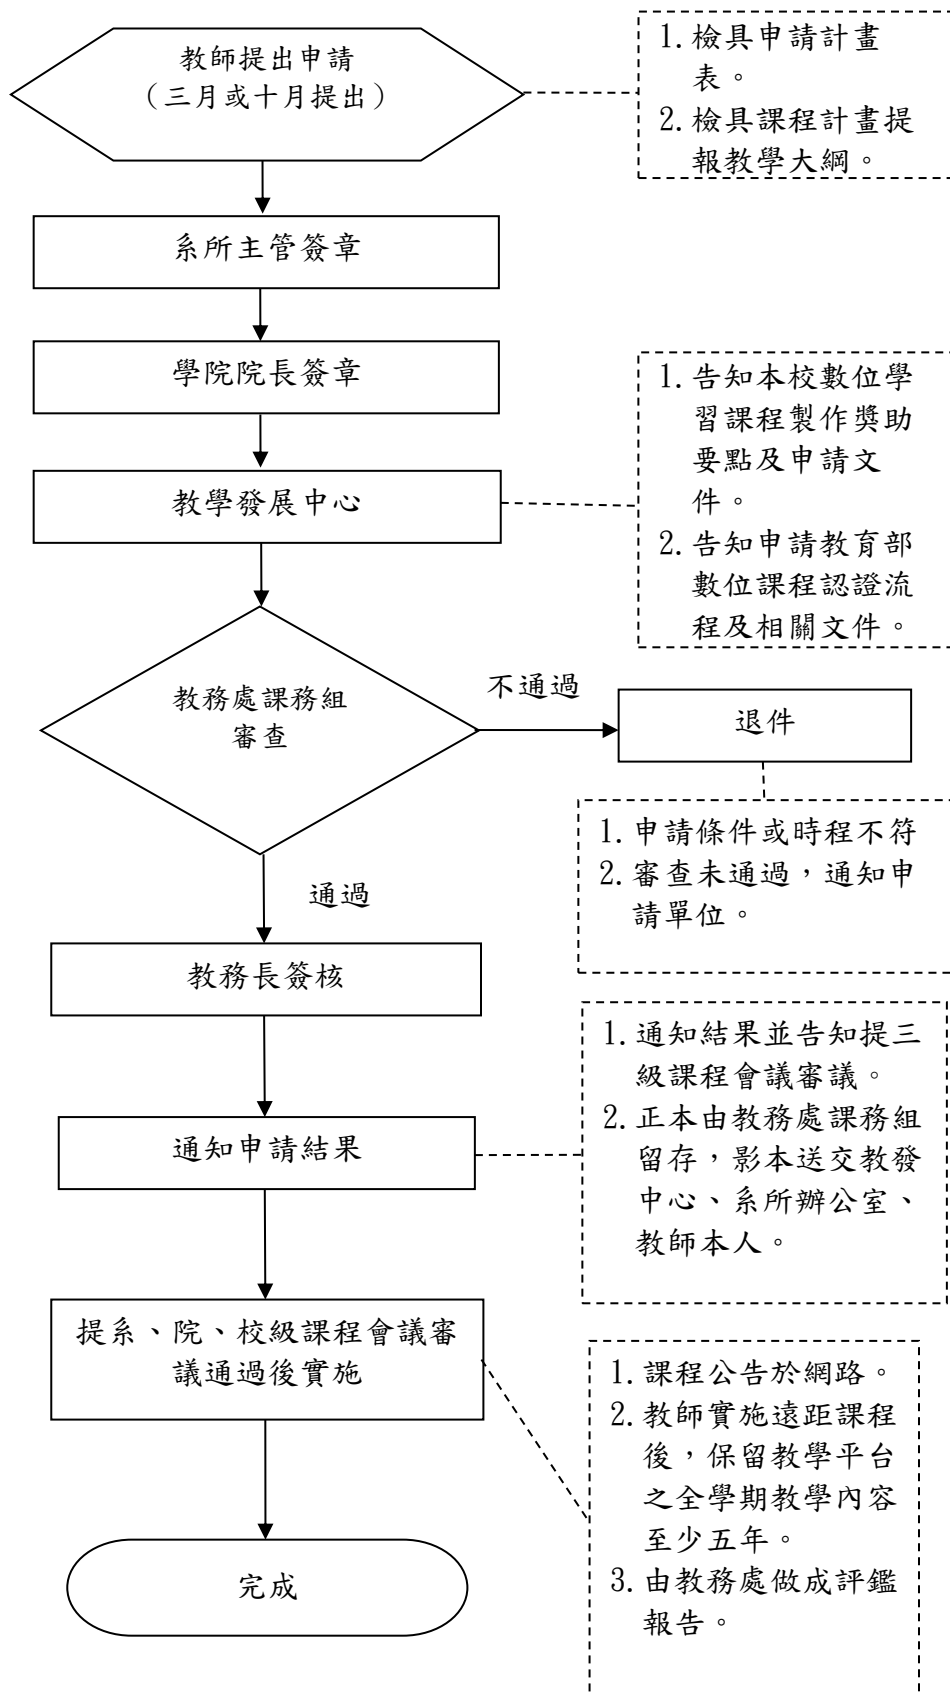 教師提出申請
（三月或十月提出）
1. 檢具申請計畫
表。
2. 檢具課程計畫提
報教學大綱。
系所主管簽章
學院院長簽章
教學發展中心
1. 告知本校數位學
習課程製作獎助
要點及申請文
件。
2. 告知申請教育部
數位課程認證流
程及相關文件。
教務處課務組
審查
不通過
退件
1. 申請條件或時程不符
2. 審查未通過，通知申
請單位。
通過
教務長簽核
通知申請結果
1. 通知結果並告知提三
級課程會議審議。
2. 正本由教務處課務組
留存，影本送交教發
中心、系所辦公室、
教師本人。
提系、院、校級課程會議審
議通過後實施
1. 課程公告於網路。
2. 教師實施遠距課程
後，保留教學平台
之全學期教學內容
至少五年。
3. 由教務處做成評鑑
報告。
完成